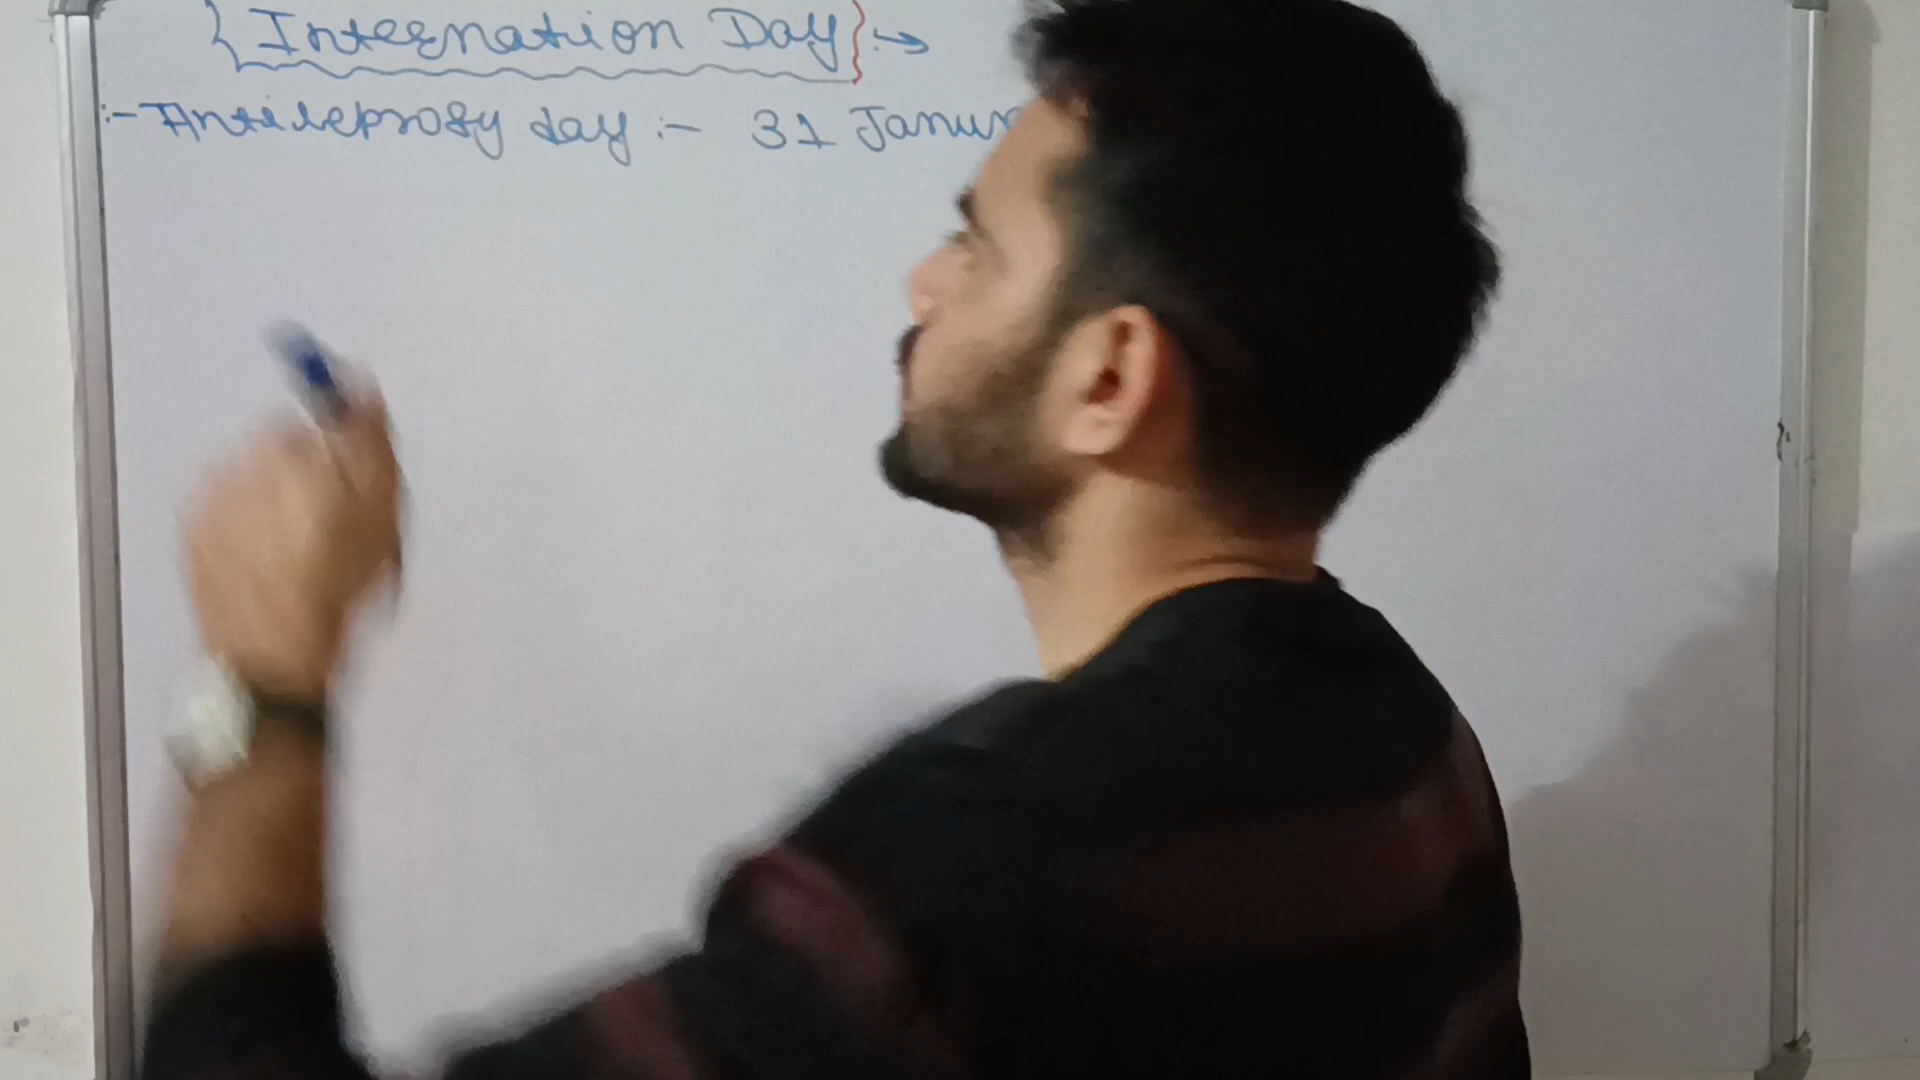 {Internation Day} :→
:- Antileprosy day :- 31 Janu